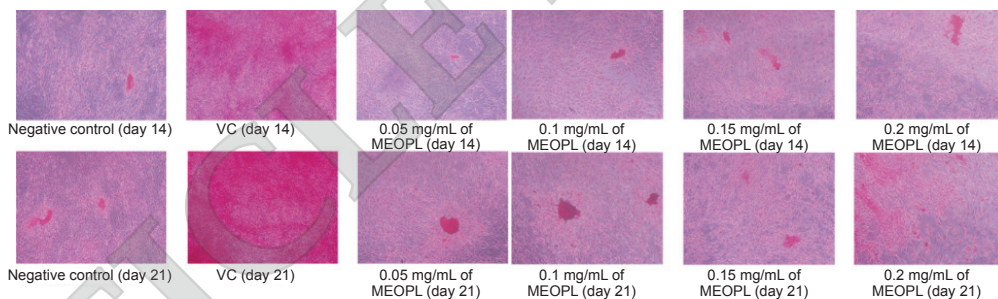 Negative control (day 14)
VC (day 14)
0.05 mg/mL of
MEOPL (day 14)
0.1 mg/mL of
MEOPL (day 14)
0.15 mg/mL of
MEOPL (day 14)
0.2 mg/mL of
MEOPL (day 14)
Negative control (day 21)
VC (day 21)
0.05 mg/mL of
MEOPL (day 21)
0.1 mg/mL of
MEOPL (day 21)
0.15 mg/mL of
MEOPL (day 21)
0.2 mg/mL of
MEOPL (day 21)